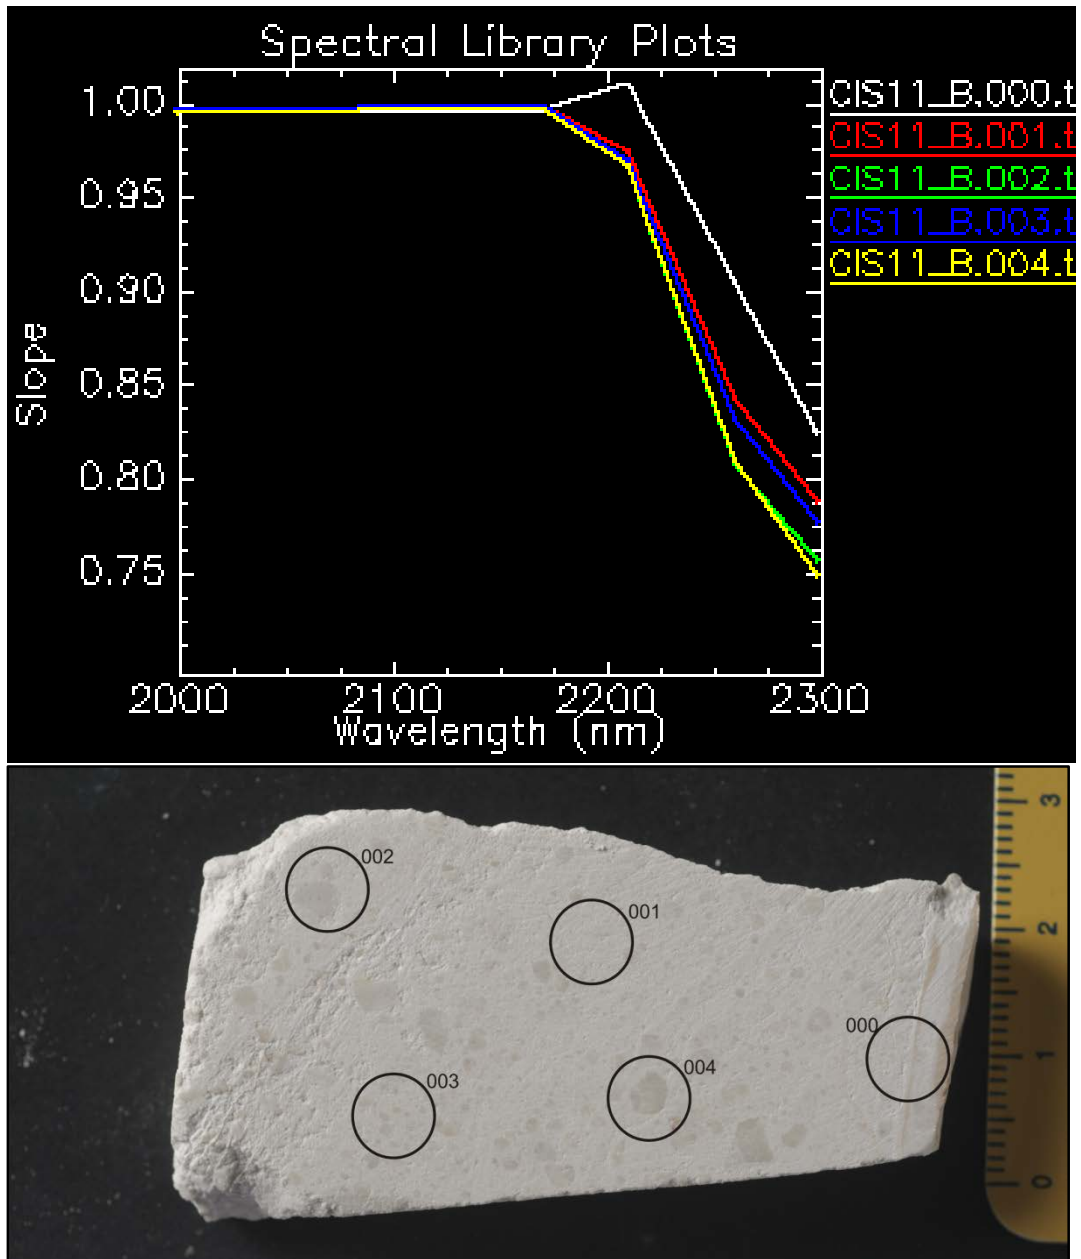 Spectral Library Plots
1.00
0.95
0.90
0.85
0.80
0.75
Slope
2000 2100 2200 2300
Wavelength (nm)
CIS11_B.000.t
CIS11_B.001.t
CIS11_B.002.t
CIS11_B.003.t
CIS11_B.004.t
002
001
000
003
004
3
2
1
0